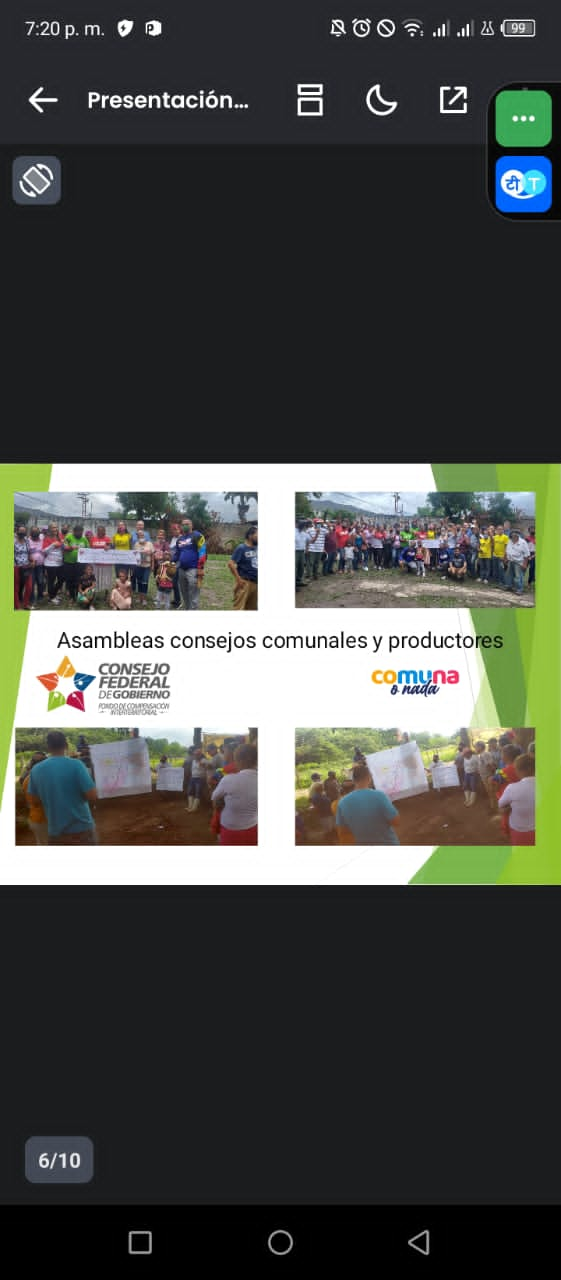 7:20 p. m.
99
Presentación...
टी T
Asambleas consejos comunales y productores
CONSEJO
FEDERAL
DE GOBIERNO
FONDO DE COMPENSACIÓN
INTERTERRITORIAL
comuna
o nada
6/10